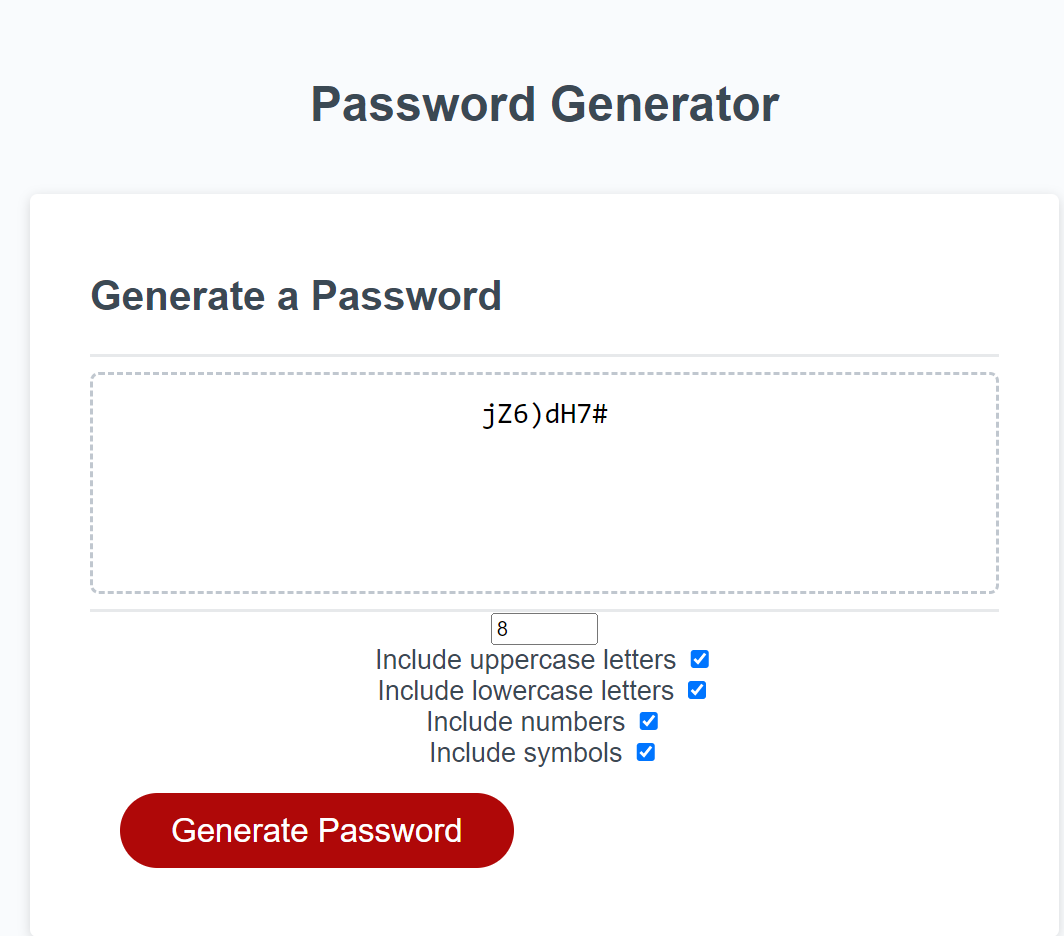 Password Generator
Generate a Password
jZ6)dH7#
8
Include uppercase letters
Include lowercase letters
Include numbers
Include symbols
Generate Password